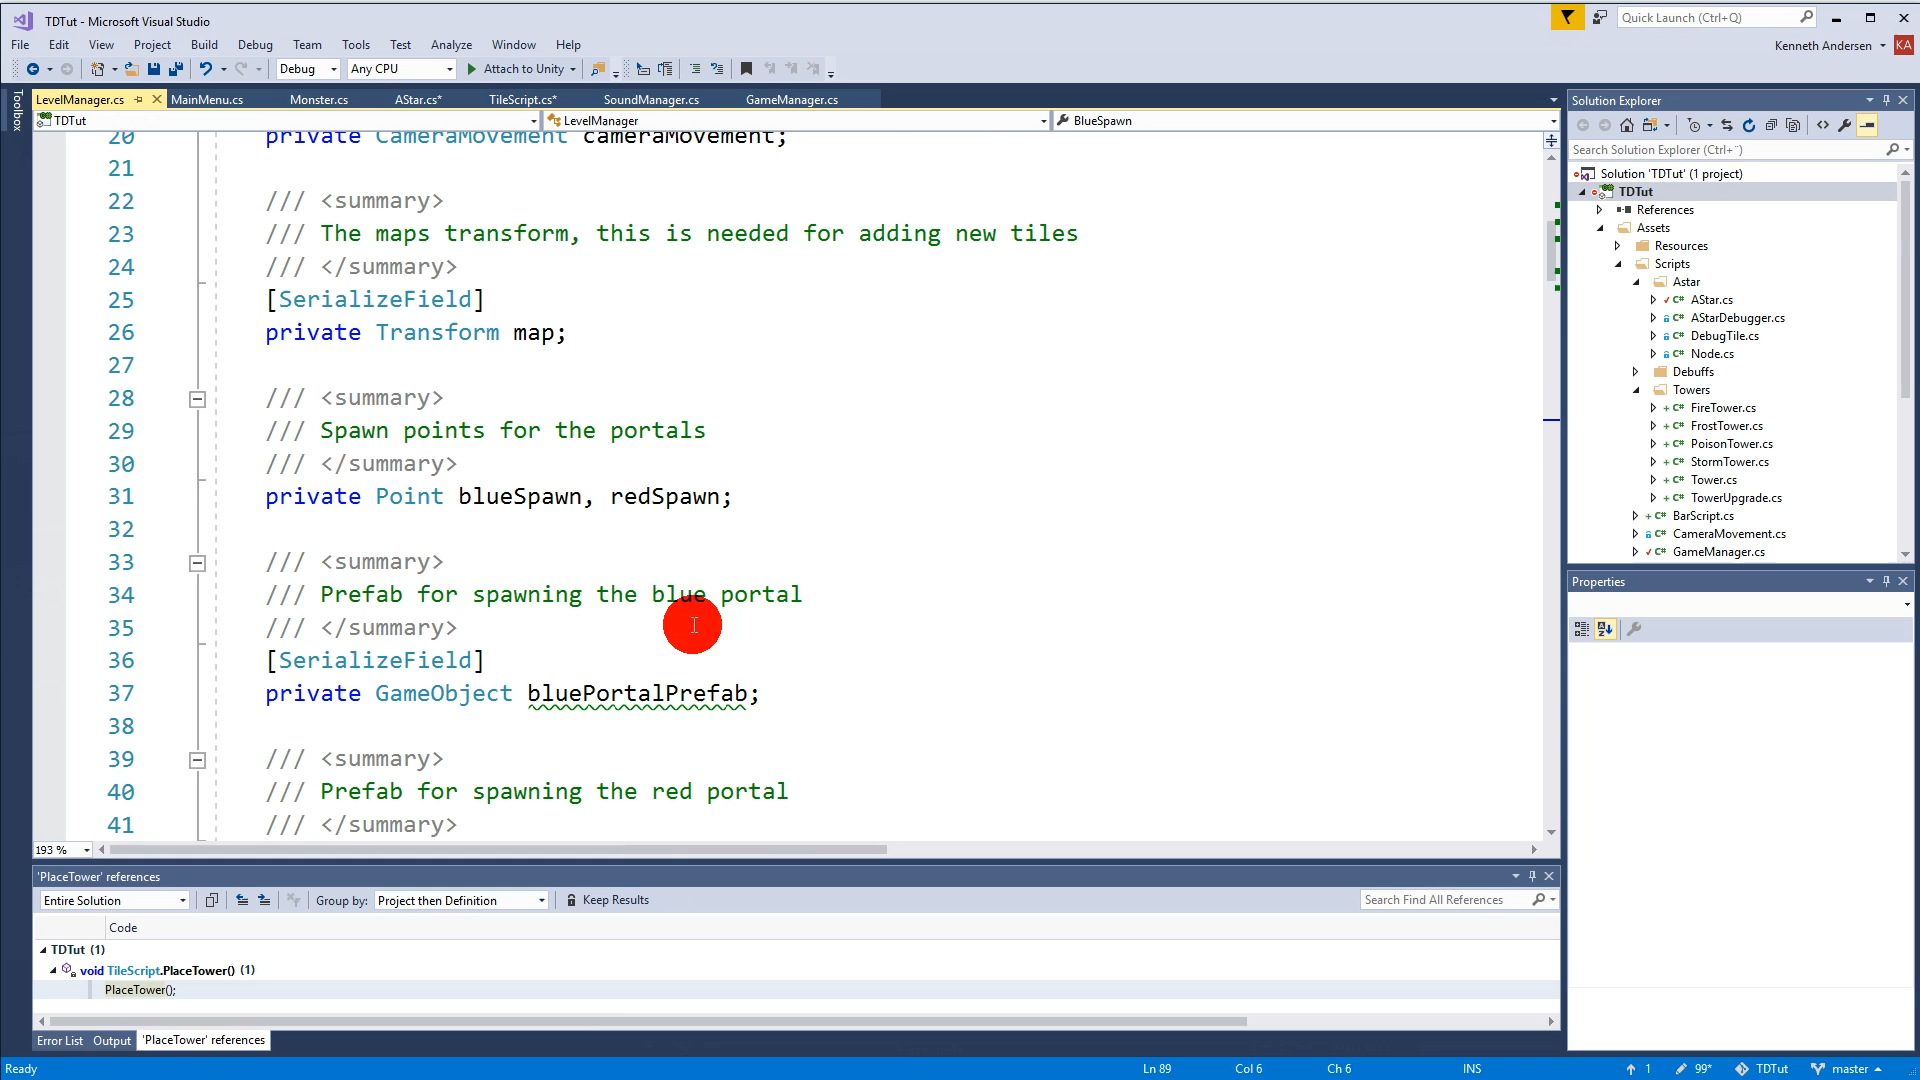 TDTut - Microsoft Visual Studio
Quick Launch (Ctrl+Q)
File Edit View Project Build Debug Team Tools Test Analyze Window Help
Kenneth Andersen KA
Debug Any CPU Attach to Unity
Toolbox
LevelManager.cs MainMenu.cs Monster.cs AStar.cs* TileScript.cs* SoundManager.cs GameManager.cs
TDTut LevelManager BlueSpawn
20 private CameraMovement cameraMovement;
21
22 /// <summary>
23 /// The maps transform, this is needed for adding new tiles
24 /// </summary>
25 [SerializeField]
26 private Transform map;
27
28 /// <summary>
29 /// Spawn points for the portals
30 /// </summary>
31 private Point blueSpawn, redSpawn;
32
33 /// <summary>
34 /// Prefab for spawning the blue portal
35 /// </summary>
36 [SerializeField]
37 private GameObject bluePortalPrefab;
38
39 /// <summary>
40 /// Prefab for spawning the red portal
41 /// </summary>
193 %
'PlaceTower' references
Entire Solution Group by: Project then Definition Keep Results Search Find All References
Code
TDTut (1)
void TileScript.PlaceTower() (1)
PlaceTower();
Error List Output 'PlaceTower' references
Solution Explorer
Search Solution Explorer (Ctrl+¨)
Solution 'TDTut' (1 project)
TDTut
References
Assets
Resources
Scripts
Astar
C# AStar.cs
C# AStarDebugger.cs
C# DebugTile.cs
C# Node.cs
Debuffs
Towers
C# FireTower.cs
C# FrostTower.cs
C# PoisonTower.cs
C# StormTower.cs
C# Tower.cs
C# TowerUpgrade.cs
C# BarScript.cs
C# CameraMovement.cs
C# GameManager.cs
Properties
Ready Ln 89 Col 6 Ch 6 INS 1 99* TDTut master